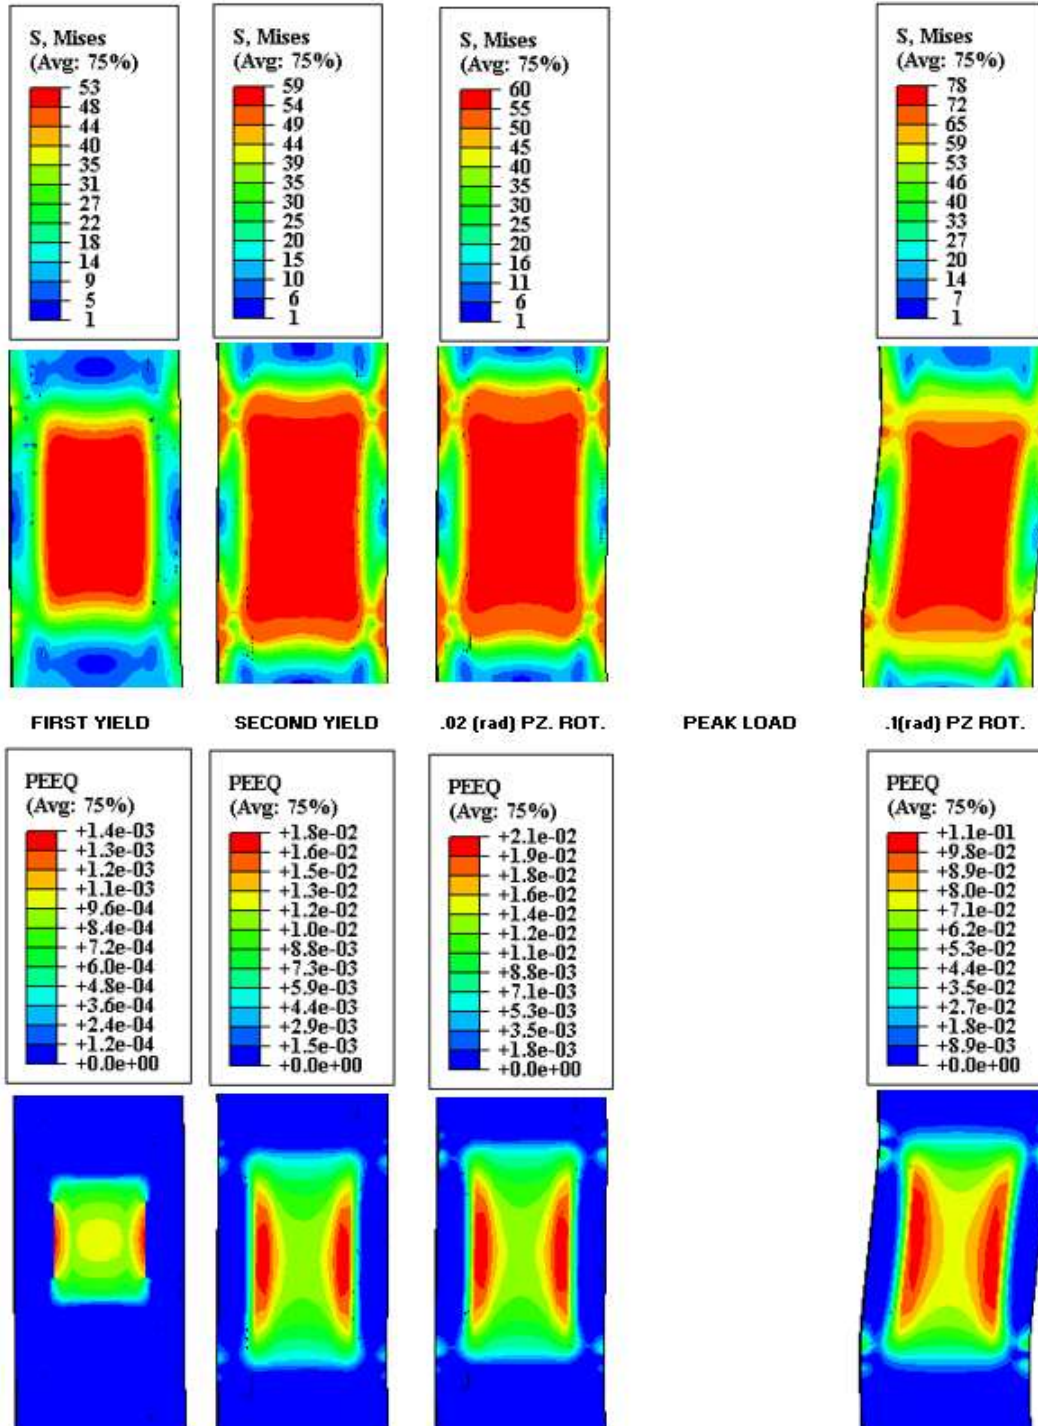 S, Mises
(Avg: 75%)
53
48
44
40
35
31
27
22
18
14
9
5
1
S, Mises
(Avg: 75%)
59
54
49
44
39
35
30
25
20
15
10
6
1
S, Mises
(Avg: 75%)
60
55
50
45
40
35
30
25
20
16
11
6
1
S, Mises
(Avg: 75%)
78
72
65
59
53
46
40
33
27
20
14
7
1
FIRST YIELD
SECOND YIELD
.02 (rad) PZ. ROT.
PEAK LOAD
.1(rad) PZ ROT.
PEEQ
(Avg: 75%)
+1.4e-03
+1.3e-03
+1.2e-03
+1.1e-03
+9.6e-04
+8.4e-04
+7.2e-04
+6.0e-04
+4.8e-04
+3.6e-04
+2.4e-04
+1.2e-04
+0.0e+00
PEEQ
(Avg: 75%)
+1.8e-02
+1.6e-02
+1.5e-02
+1.3e-02
+1.2e-02
+1.0e-02
+8.8e-03
+7.3e-03
+5.9e-03
+4.4e-03
+2.9e-03
+1.5e-03
+0.0e+00
PEEQ
(Avg: 75%)
+2.1e-02
+1.9e-02
+1.8e-02
+1.6e-02
+1.4e-02
+1.2e-02
+1.1e-02
+8.8e-03
+7.1e-03
+5.3e-03
+3.5e-03
+1.8e-03
+0.0e+00
PEEQ
(Avg: 75%)
+1.1e-01
+9.8e-02
+8.9e-02
+8.0e-02
+7.1e-02
+6.2e-02
+5.3e-02
+4.4e-02
+3.5e-02
+2.7e-02
+1.8e-02
+8.9e-03
+0.0e+00